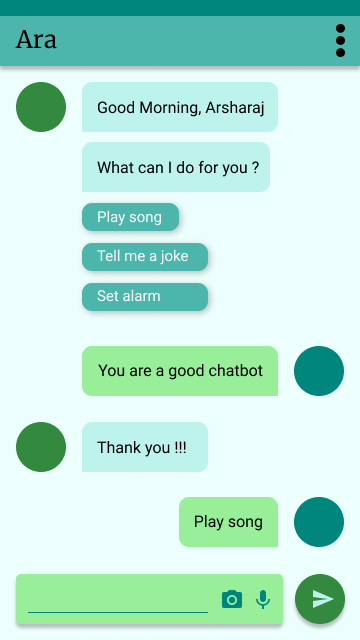 Ara
Good Morning, Arsharaj
What can I do for you ?
Play song
Tell me a joke
Set alarm
You are a good chatbot
Thank you !!!
Play song